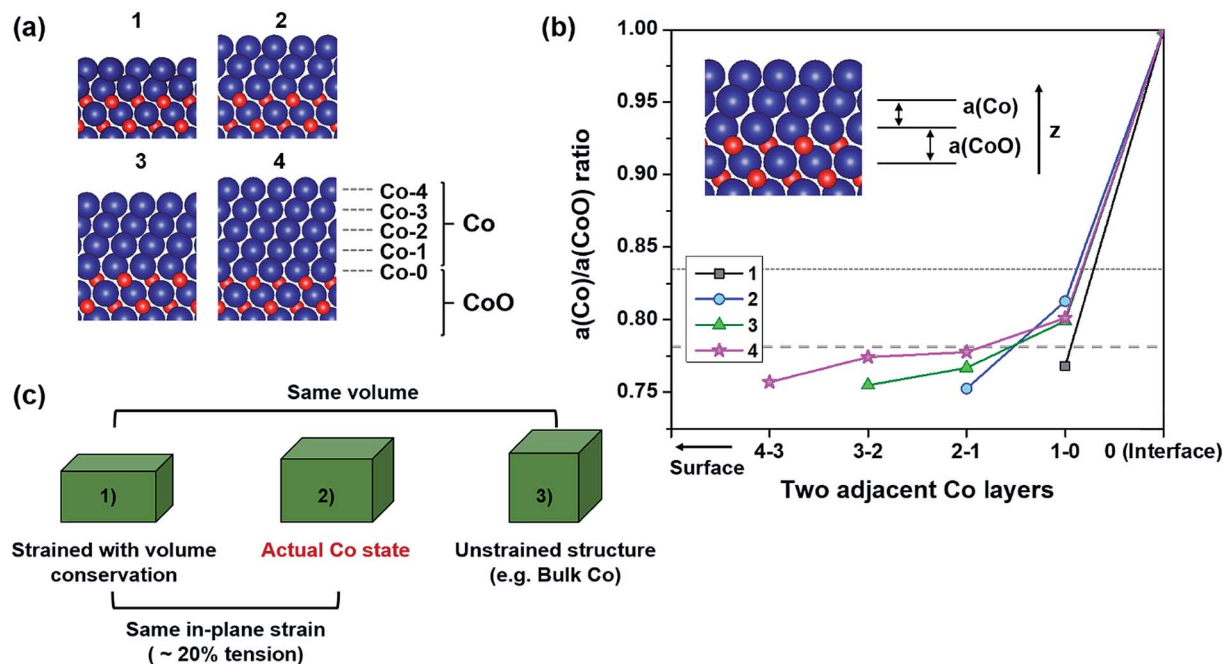 (a)
1
2
3
4
Co-4
Co-3
Co-2
Co-1
Co-0
Co
CoO
(b)
a(Co)/a(CoO) ratio
1.00
0.95
0.90
0.85
0.80
0.75
a(Co)
a(CoO)
z
1
2
3
4
4-3
3-2
2-1
1-0
0 (Interface)
Surface
Two adjacent Co layers
(c)
Same volume
1)
2)
3)
Strained with volume
conservation
Actual Co state
Unstrained structure
(e.g. Bulk Co)
Same in-plane strain
( ~ 20% tension)